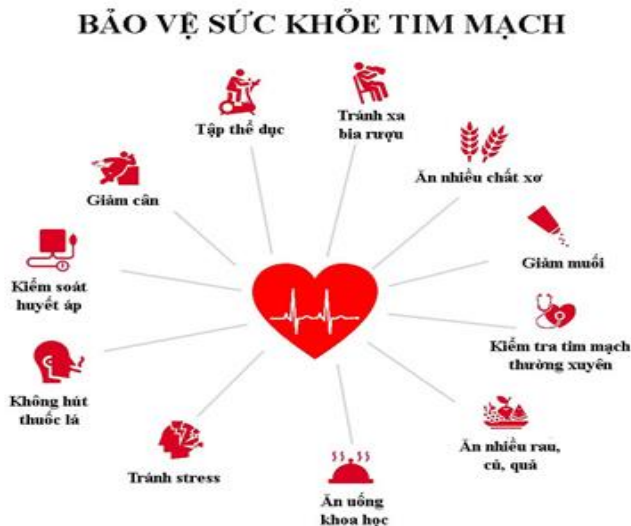 BẢO VỆ SỨC KHỎE TIM MẠCH
Tập thể dục
Tránh xa
bia rượu
Ăn nhiều chất xơ
Giảm muối
Kiểm tra tim mạch
thường xuyên
Ăn nhiều rau,
củ, quả
Ăn uống
khoa học
Tránh stress
Không hút
thuốc lá
Kiểm soát
huyết áp
Giảm cân